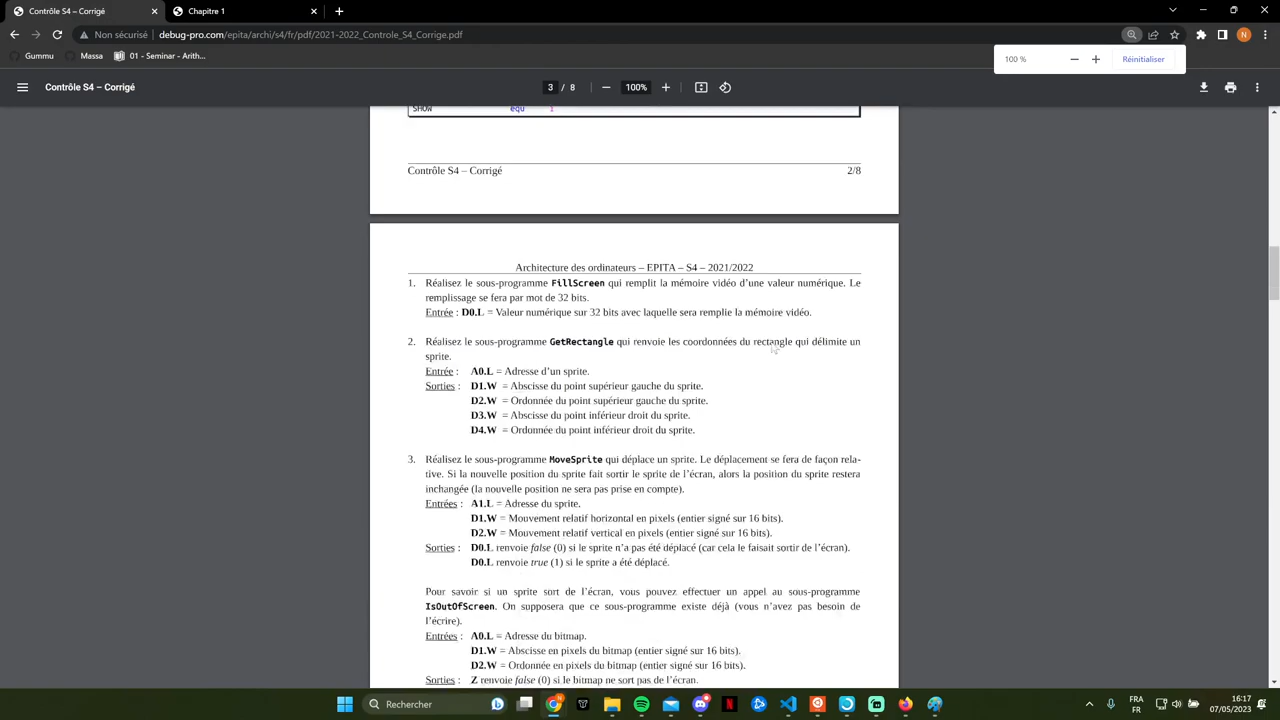 Contrôle S4 – Corrigé
Contrôle S4 – Corrigé
debug-pro.com/epita/archi/s4/fr/pdf/2021-2022_Controle_S4_Corrige.pdf
Gummu
Massa
01 - Seminar - Arith...
100 %
Réinitialiser
Contrôle S4 – Corrigé
3 / 8
100%
SHOW equ 1
Contrôle S4 – Corrigé 2/8
Architecture des ordinateurs – EPITA – S4 – 2021/2022
1. Réalisez le sous-programme FillScreen qui remplit la mémoire vidéo d’une valeur numérique. Le
remplissage se fera par mot de 32 bits.
Entrée : D0.L = Valeur numérique sur 32 bits avec laquelle sera remplie la mémoire vidéo.
2. Réalisez le sous-programme GetRectangle qui renvoie les coordonnées du rectangle qui délimite un
sprite.
Entrée : A0.L = Adresse d’un sprite.
Sorties : D1.W = Abscisse du point supérieur gauche du sprite.
D2.W = Ordonnée du point supérieur gauche du sprite.
D3.W = Abscisse du point inférieur droit du sprite.
D4.W = Ordonnée du point inférieur droit du sprite.
3. Réalisez le sous-programme MoveSprite qui déplace un sprite. Le déplacement se fera de façon rela-
tive. Si la nouvelle position du sprite fait sortir le sprite de l’écran, alors la position du sprite restera
inchangée (la nouvelle position ne sera pas prise en compte).
Entrées : A1.L = Adresse du sprite.
D1.W = Mouvement relatif horizontal en pixels (entier signé sur 16 bits).
D2.W = Mouvement relatif vertical en pixels (entier signé sur 16 bits).
Sorties : D0.L renvoie false (0) si le sprite n’a pas été déplacé (car cela le faisait sortir de l’écran).
D0.L renvoie true (1) si le sprite a été déplacé.
Pour savoir si un sprite sort de l’écran, vous pouvez effectuer un appel au sous-programme
IsOutOfScreen. On supposera que ce sous-programme existe déjà (vous n’avez pas besoin de
l’écrire).
Entrées : A0.L = Adresse du bitmap.
D1.W = Abscisse en pixels du bitmap (entier signé sur 16 bits).
D2.W = Ordonnée en pixels du bitmap (entier signé sur 16 bits).
Sorties : Z renvoie false (0) si le bitmap ne sort pas de l’écran.
Rechercher
FRA
FR
16:17
07/05/2023